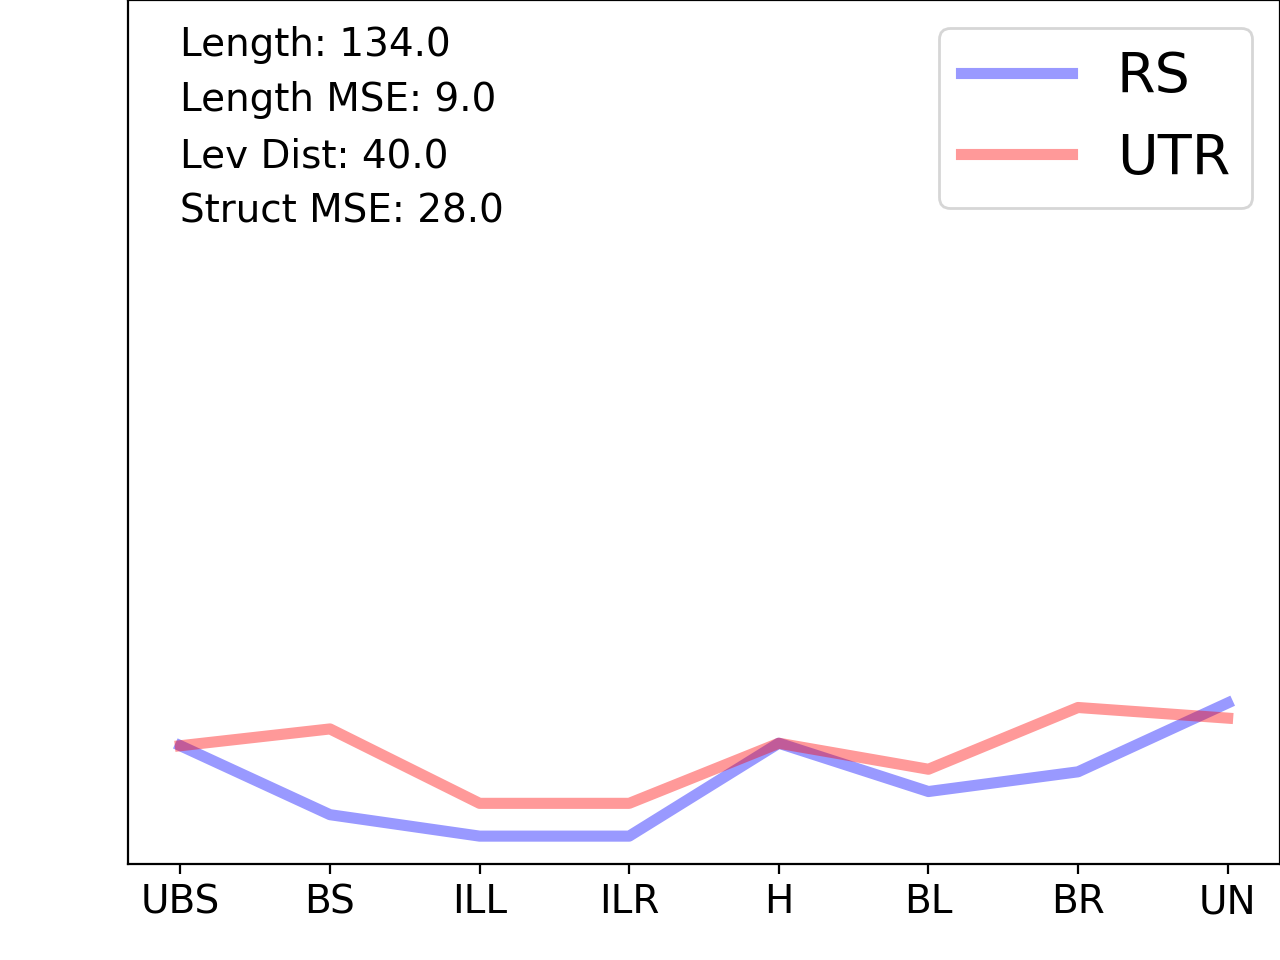 Length: 134.0
Length MSE: 9.0
Lev Dist: 40.0
Struct MSE: 28.0
RS
UTR
UBS BS ILL ILR H BL BR UN